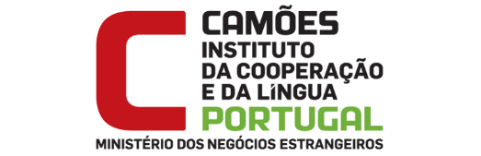 CAMÕES
INSTITUTO
DA COOPERAÇÃO
E DA LÍNGUA
PORTUGAL
MINISTÉRIO DOS NEGÓCIOS ESTRANGEIROS